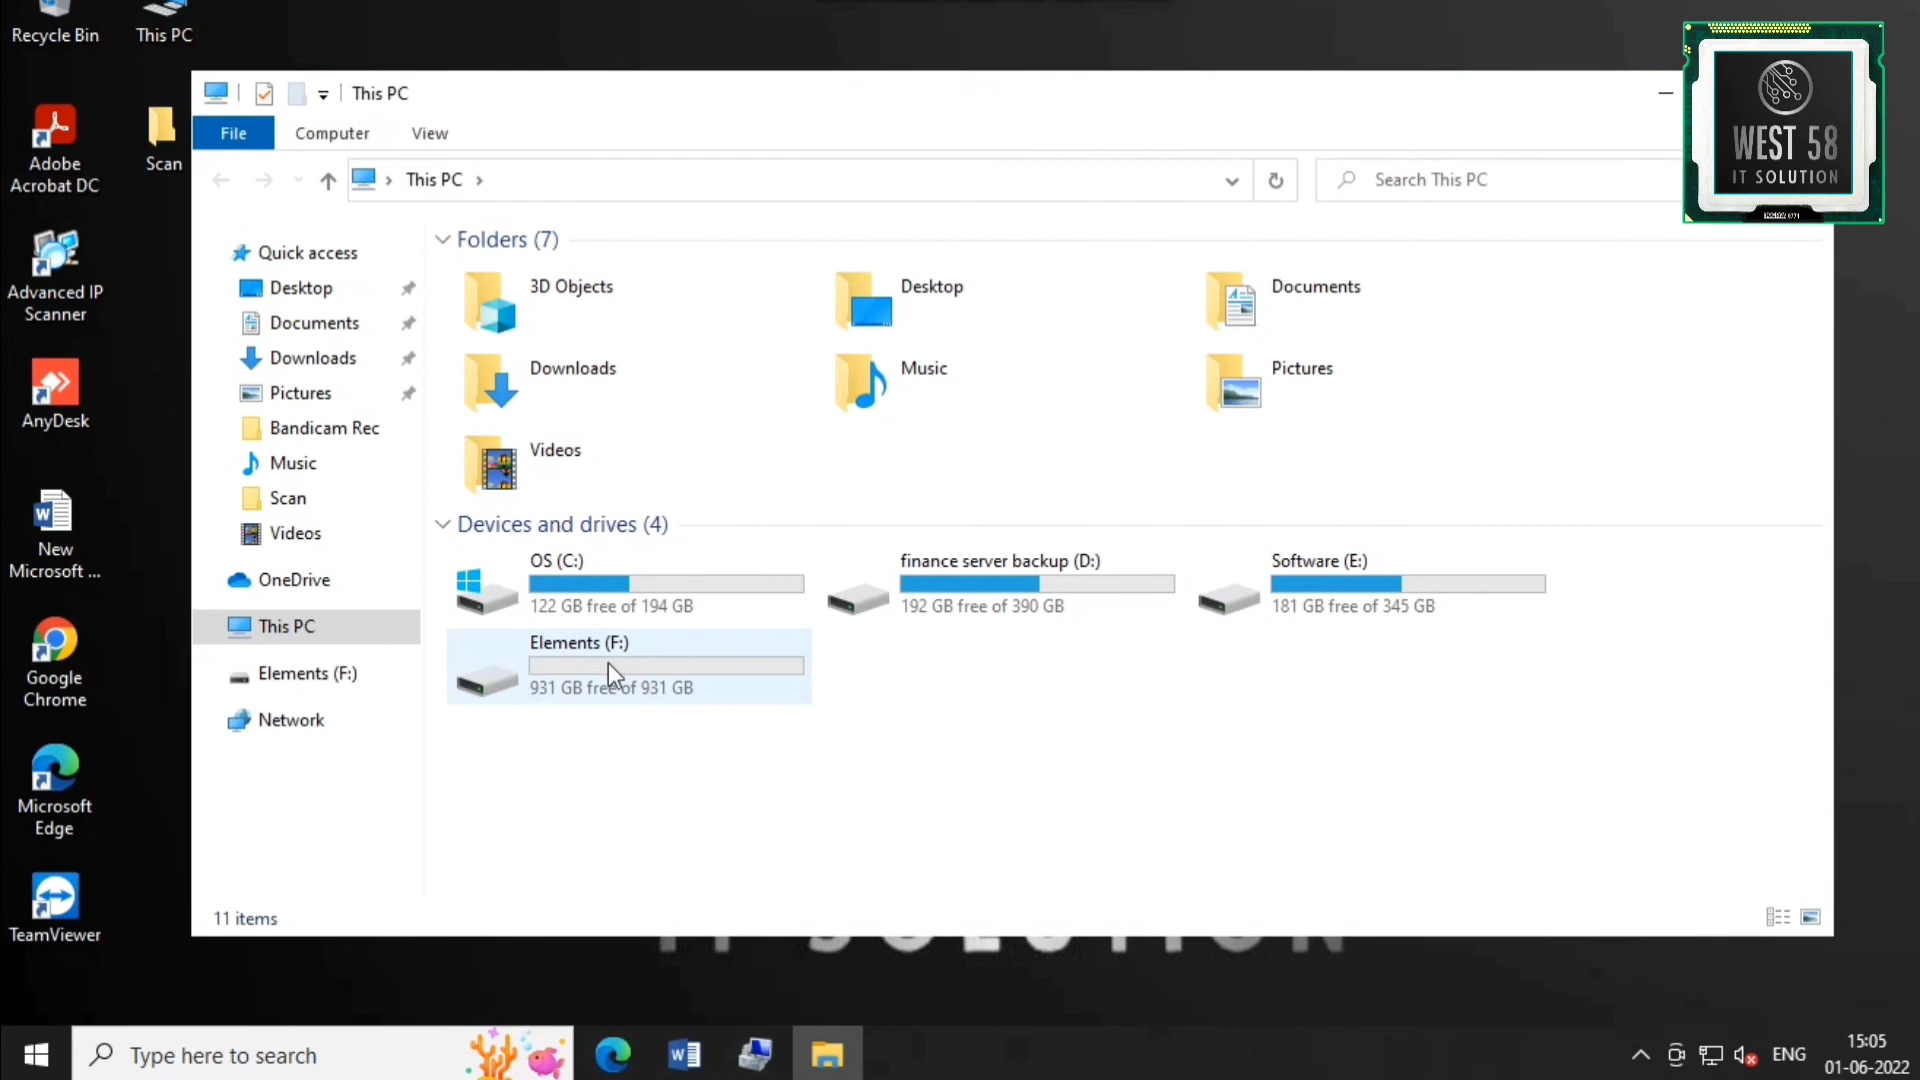 Recycle Bin
This PC
Adobe
Acrobat DC
Scan
Advanced IP
Scanner
AnyDesk
New
Microsoft ...
Google
Chrome
Microsoft
Edge
TeamViewer
This PC
File
Computer
View
This PC
Search This PC
WEST 58
IT SOLUTION
Quick access
Desktop
Documents
Downloads
Pictures
Bandicam Rec
Music
Scan
Videos
OneDrive
This PC
Elements (F:)
Network
Folders (7)
3D Objects
Desktop
Documents
Downloads
Music
Pictures
Videos
Devices and drives (4)
OS (C:)
122 GB free of 194 GB
finance server backup (D:)
192 GB free of 390 GB
Software (E:)
181 GB free of 345 GB
Elements (F:)
931 GB free of 931 GB
11 items
IT SOLUTION
Type here to search
ENG
15:05
01-06-2022